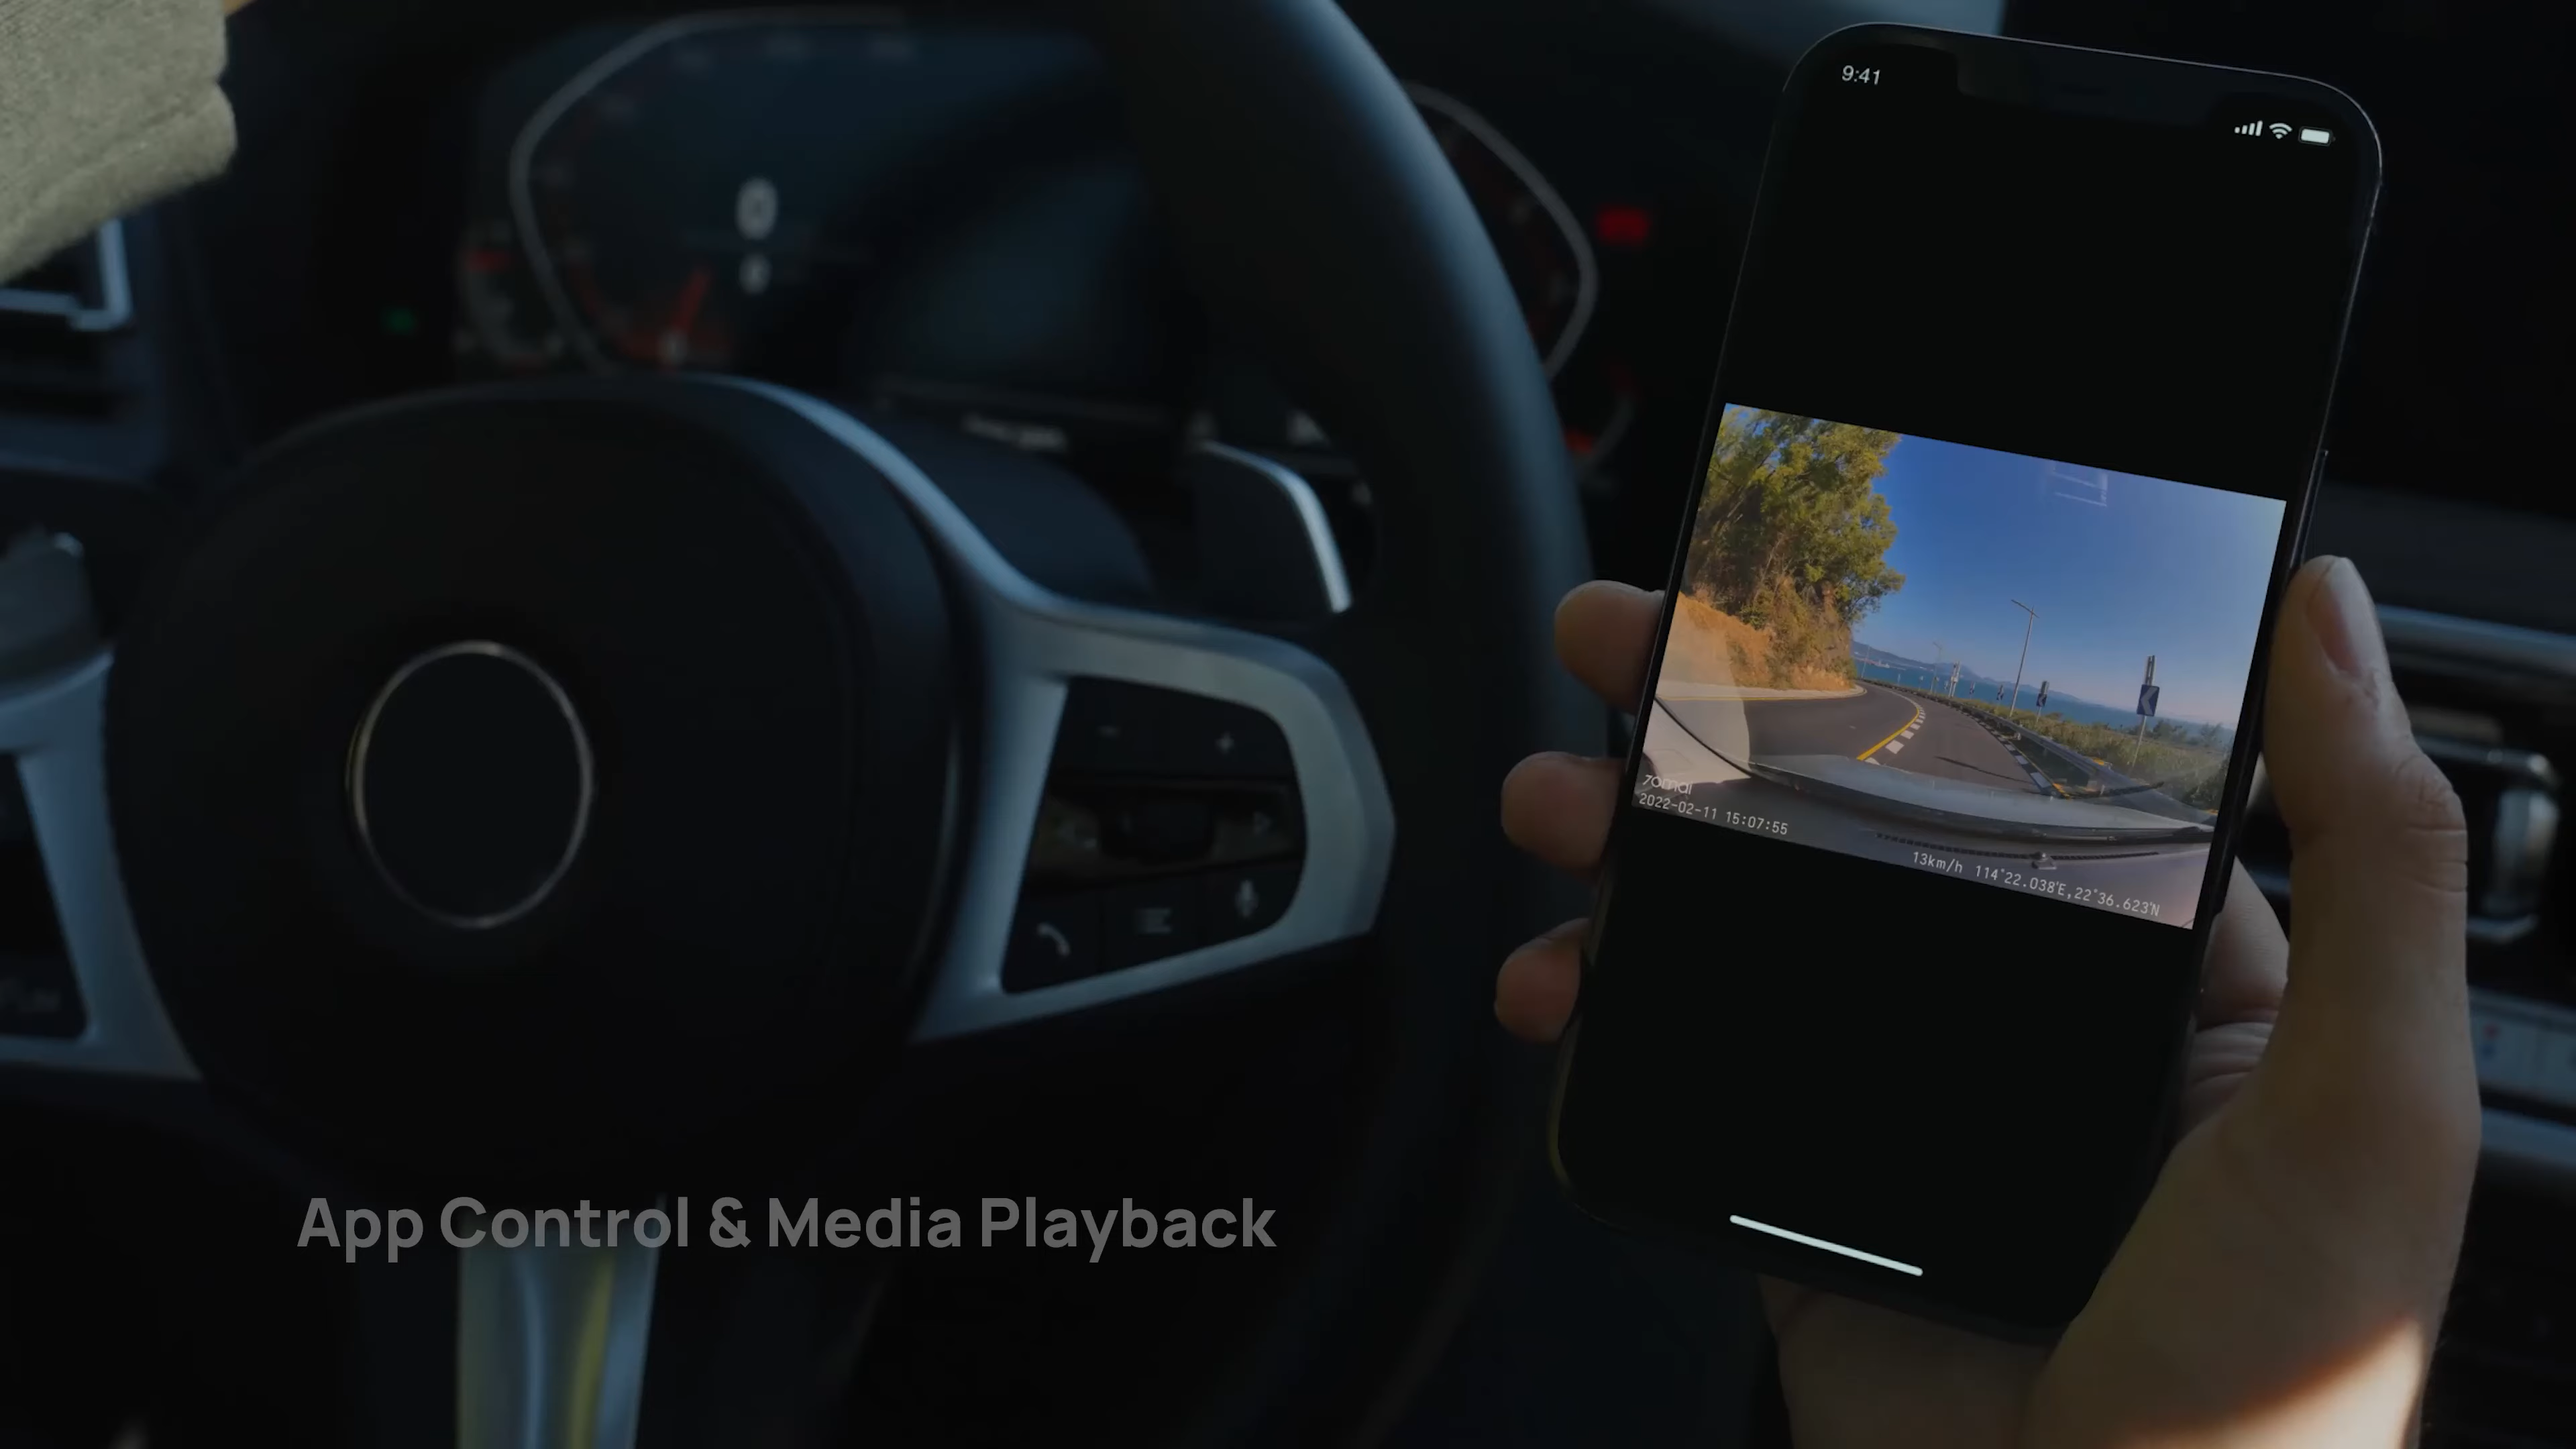 9:41
0
70mai
2022-02-11 15:07:55
13km/h 114°22.038'E,22°36.623'N
App Control & Media Playback